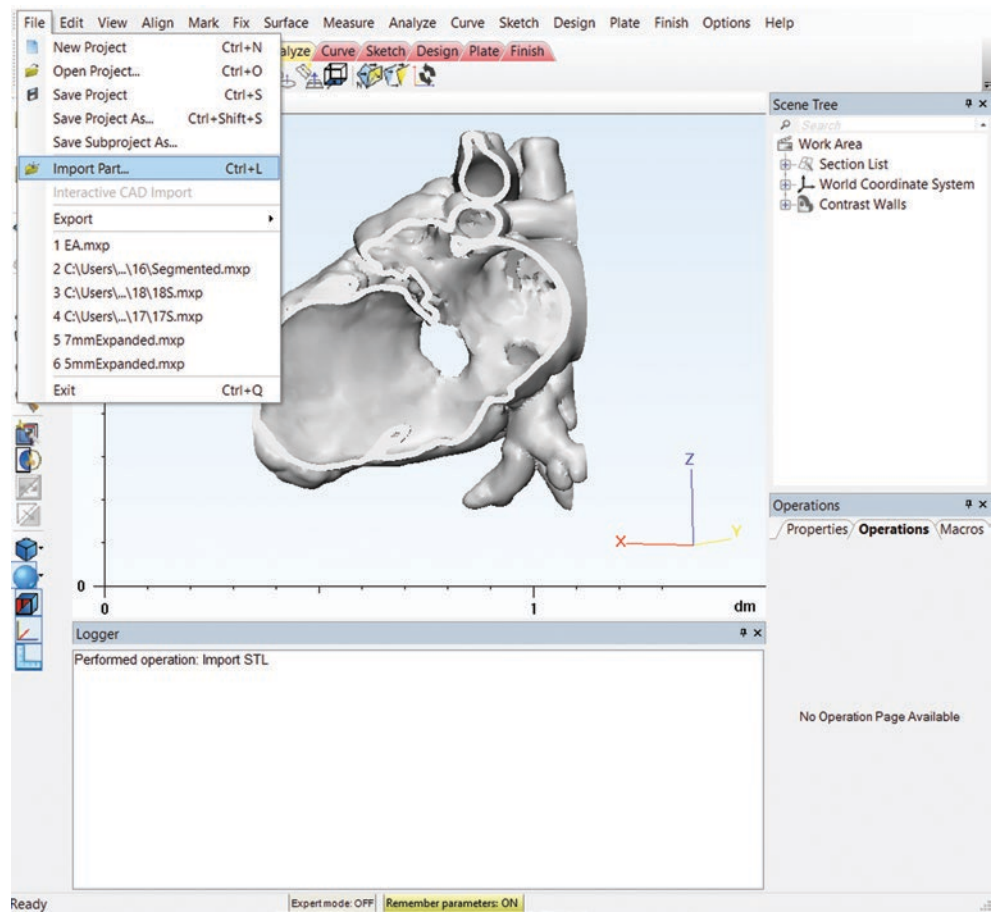 File Edit View Align Mark Fix Surface Measure Analyze Curve Sketch Design Plate Finish Options Help
New Project Ctrl+N
Open Project... Ctrl+O
Save Project Ctrl+S
Save Project As... Ctrl+Shift+S
Save Subproject As...
Import Part... Ctrl+L
Interactive CAD Import
Export
1 EA.mxp
2 C:\Users\...\16\Segmented.mxp
3 C:\Users\...\18\18S.mxp
4 C:\Users\...\17\17S.mxp
5 7mmExpanded.mxp
6 5mmExpanded.mxp
Exit Ctrl+Q
alyze Curve Sketch Design Plate Finish
Z
X
Y
0
0 1 dm
Scene Tree
Search
Work Area
Section List
World Coordinate System
Contrast Walls
Operations
Properties Operations Macros
No Operation Page Available
Logger
Performed operation: Import STL
Ready Expert mode: OFF Remember parameters: ON